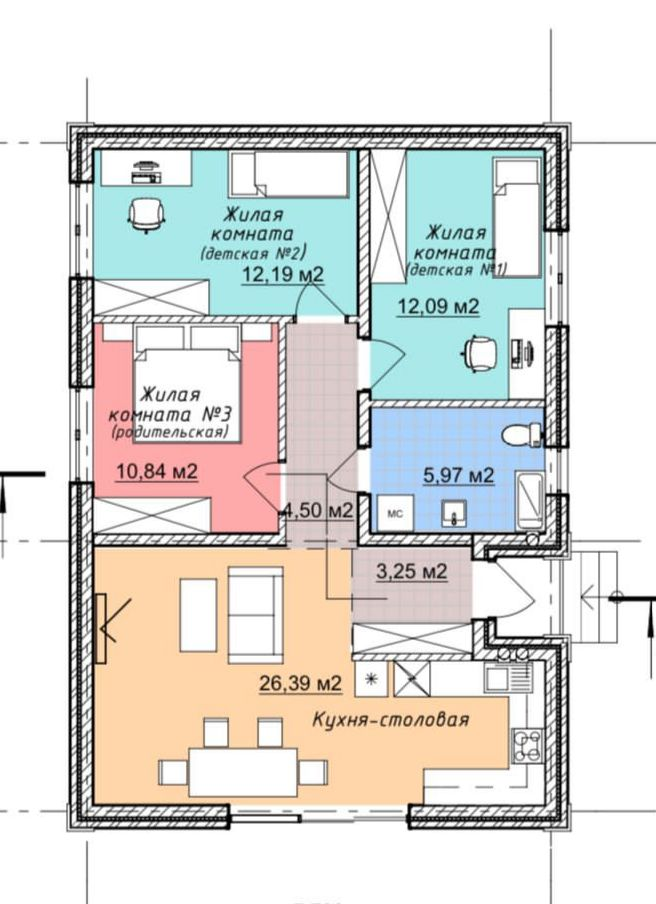 Жилая
комната
(детская №2)
12,19 м2
Жилая
комната
(детская №1)
12,09 м2
Жилая
комната №3
(родительская)
10,84 м2
5,97 м2
МС
4,50 м2
3,25 м2
26,39 м2
Кухня-столовая